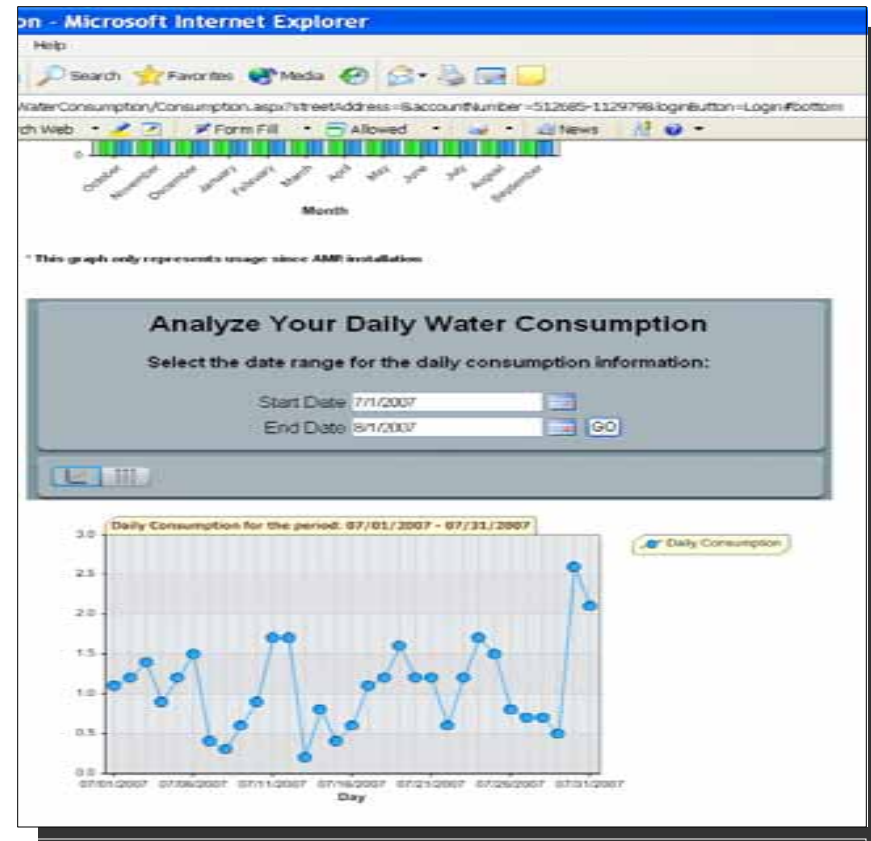 on - Microsoft Internet Explorer
Help
Search Favorites Media
WaterConsumption/Consumption.aspx?streetAddress=&accountNumber=512685-112979&loginButton=Login#bottom
ch Web Form Fill Allowed News
0
October November December January February March April May June July August September
Month
* This graph only represents usage since AMR installation
Analyze Your Daily Water Consumption
Select the date range for the daily consumption information:
Start Date 7/1/2007
End Date 8/1/2007 GO
Daily Consumption for the period: 07/01/2007 - 07/31/2007
Daily Consumption
3.0
2.5
2.0
1.5
1.0
0.5
0.0
07/01/2007 07/06/2007 07/11/2007 07/16/2007 07/21/2007 07/26/2007 07/31/2007
Day